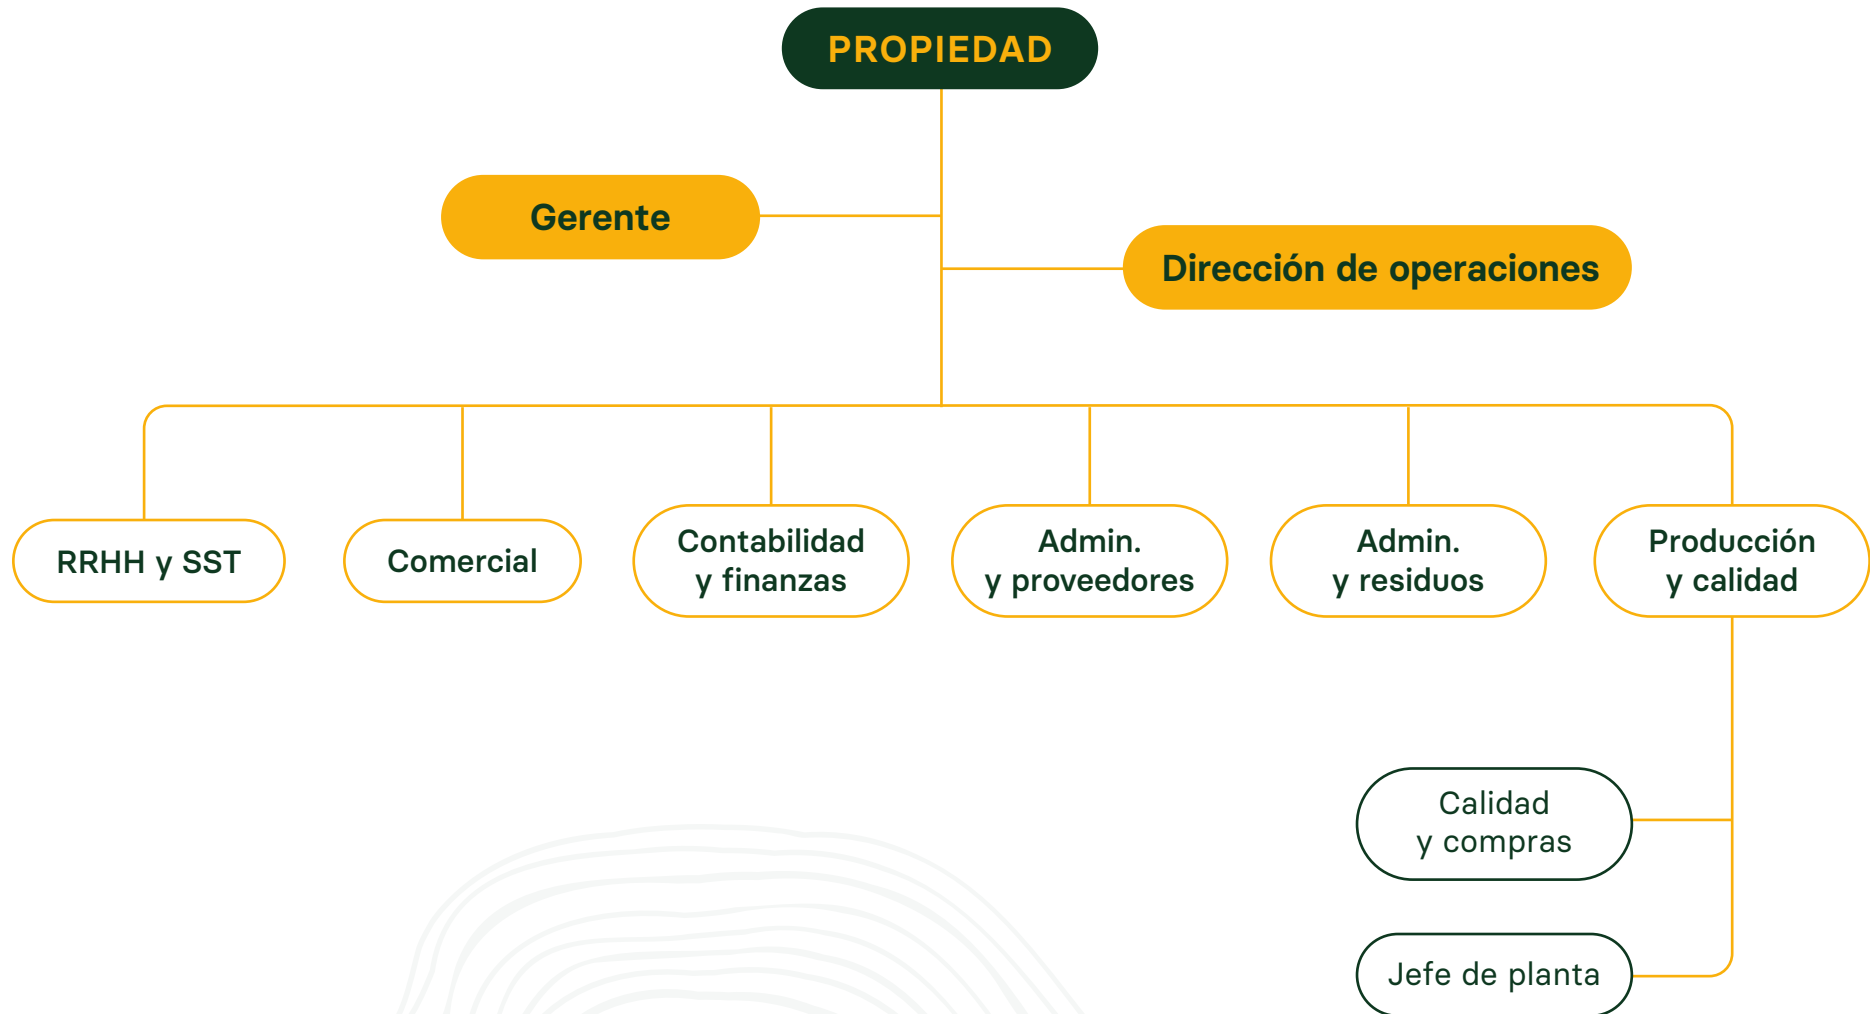 PROPIEDAD
Gerente
Dirección de operaciones
RRHH y SST
Comercial
Contabilidad
y finanzas
Admin.
y proveedores
Admin.
y residuos
Producción
y calidad
Calidad
y compras
Jefe de planta